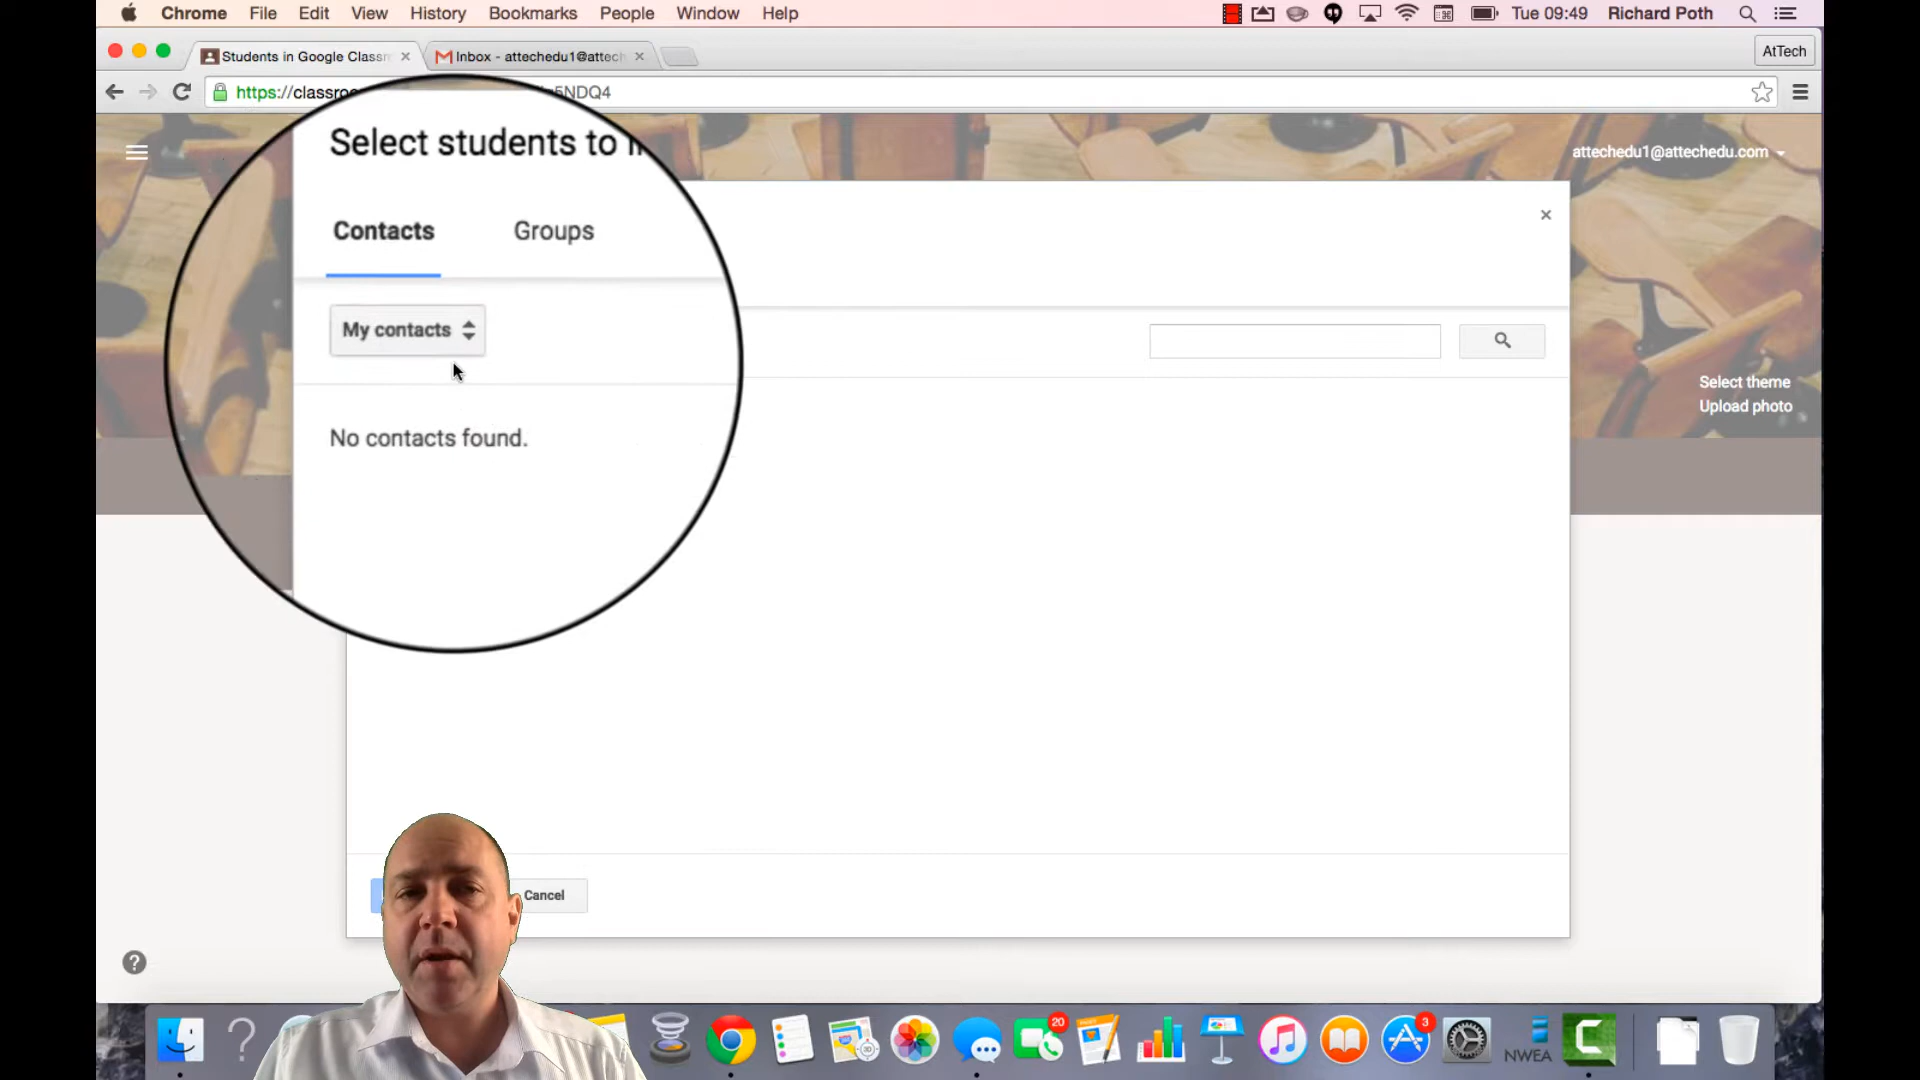 Chrome File Edit View History Bookmarks People Window Help Tue 09:49 Richard Poth
Students in Google Classr Inbox - attechedu1@attech AtTech
https://classroo 5NDQ4
attechedu1@attechedu.com
Select students to
Contacts Groups
My contacts
No contacts found.
Select theme
Upload photo
Cancel
?
20
3
NWEA